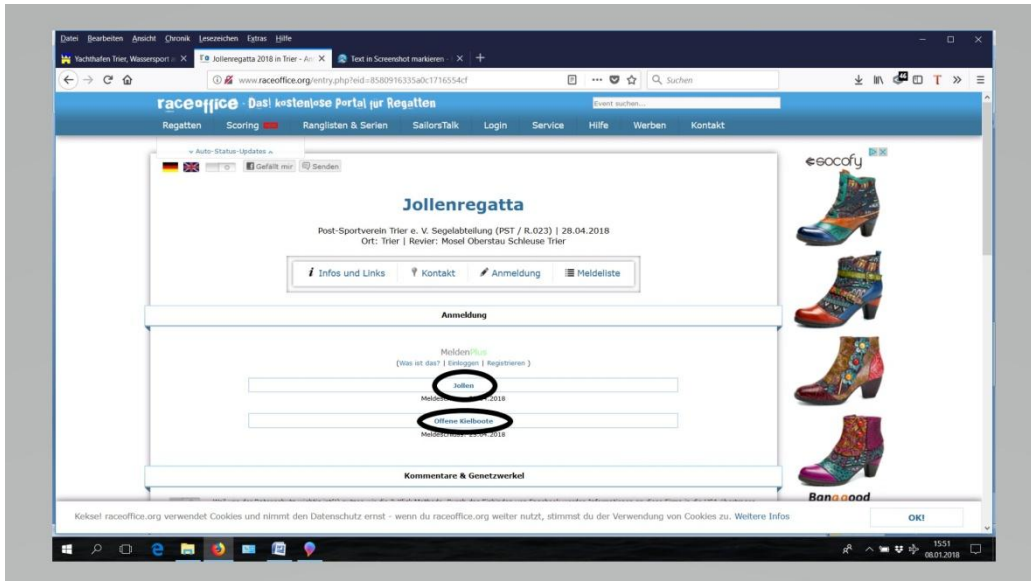 Datei Bearbeiten Ansicht Chronik Lesezeichen Extras Hilfe
Yachthafen Trier, Wassersport
Jollenregatta 2018 in Trier - An
Text in Screenshot markieren -
www.raceoffice.org/entry.php?eid=8580916335a0c1716554cf
Suchen
raceoffice - Das! kostenlose Portal für Regatten
Event suchen...
Regatten Scoring Ranglisten & Serien SailorsTalk Login Service Hilfe Werben Kontakt
Auto-Status-Updates
Gefällt mir Senden
Jollenregatta
Post-Sportverein Trier e. V. Segelabteilung (PST / R.023) | 28.04.2018
Ort: Trier | Revier: Mosel Oberstau Schleuse Trier
i Infos und Links Kontakt Anmeldung Meldeliste
Anmeldung
MeldenPlus
(Was ist das? | Einloggen | Registrieren )
Jollen
2018
Offene Kielboote
2018
Kommentare & Genetzwerkel
socofy
Banggood
Kekse! raceoffice.org verwendet Cookies und nimmt den Datenschutz ernst - wenn du raceoffice.org weiter nutzt, stimmst du der Verwendung von Cookies zu. Weitere Infos
OK!
15:51
08.01.2018